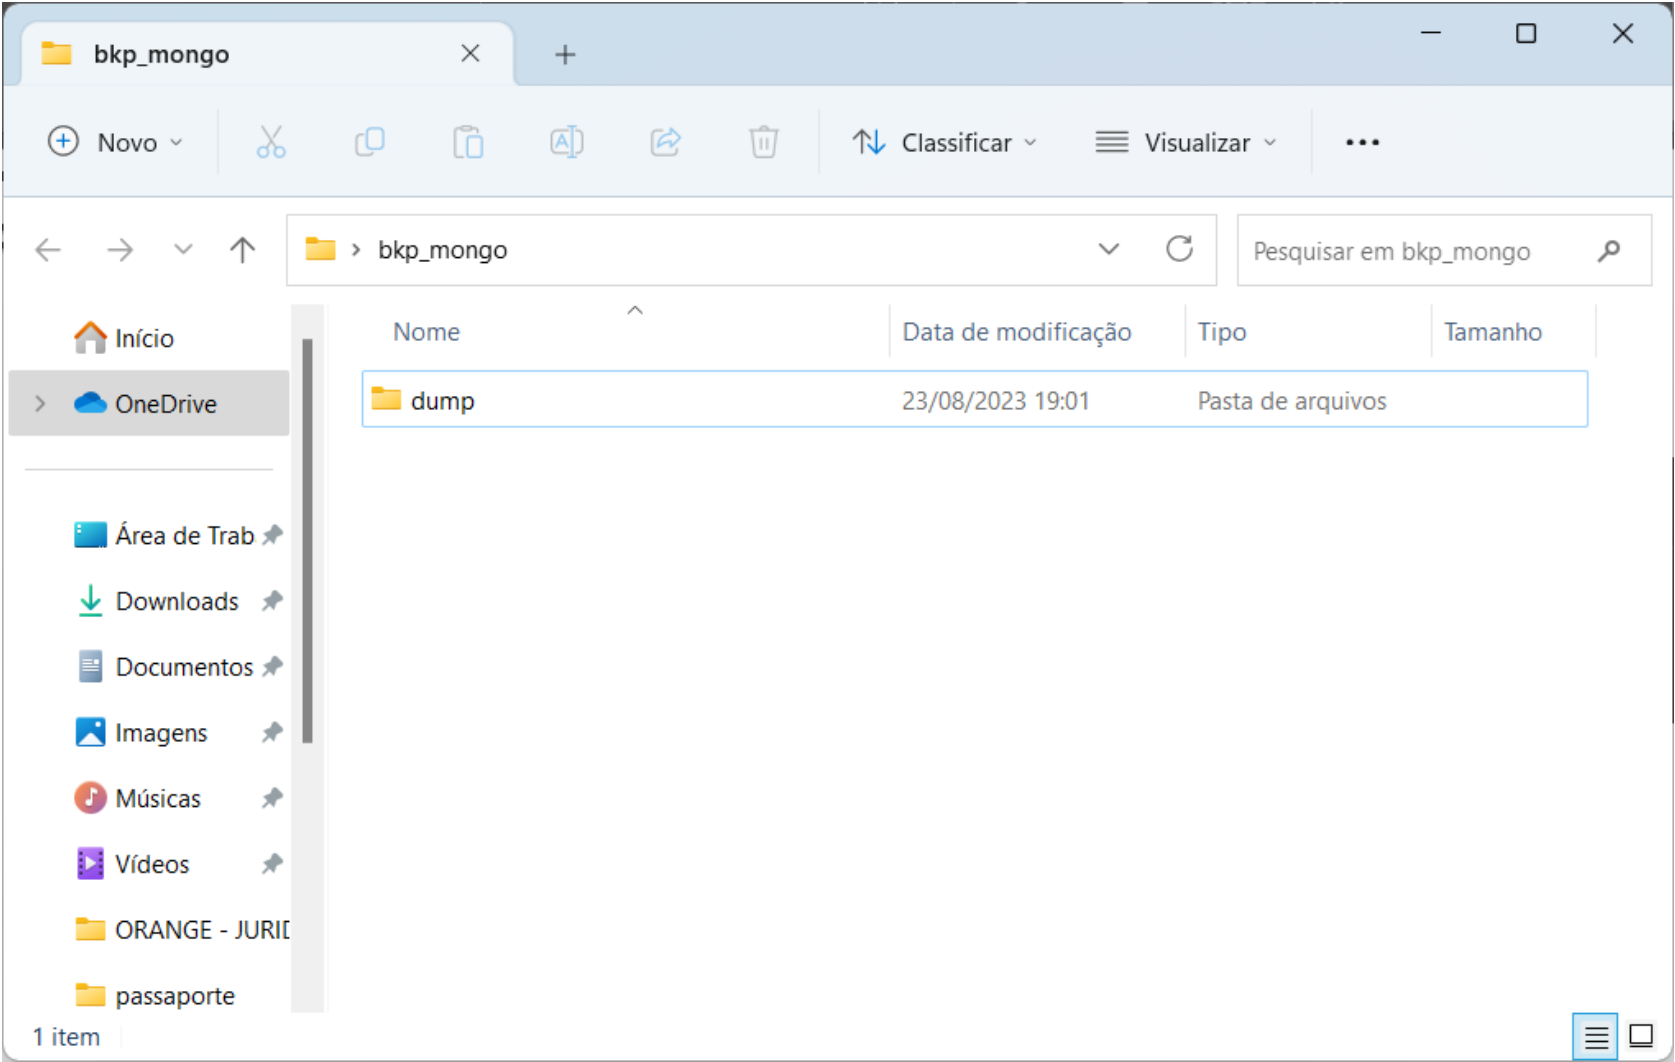 bkp_mongo
Novo
Classificar
Visualizar
bkp_mongo
Pesquisar em bkp_mongo
Início
OneDrive
Área de Trab
Downloads
Documentos
Imagens
Músicas
Vídeos
ORANGE - JURID
passaporte
Nome
Data de modificação
Tipo
Tamanho
dump
23/08/2023 19:01
Pasta de arquivos
1 item